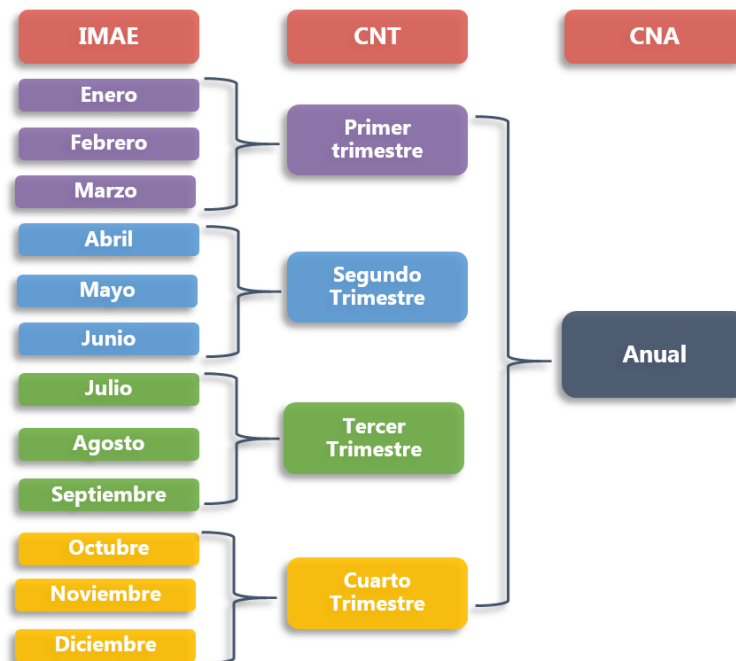 IMAE
CNT
CNA
Enero
Febrero
Marzo
Abril
Mayo
Junio
Julio
Agosto
Septiembre
Octubre
Noviembre
Diciembre
Primer
trimestre
Segundo
Trimestre
Tercer
Trimestre
Cuarto
Trimestre
Anual